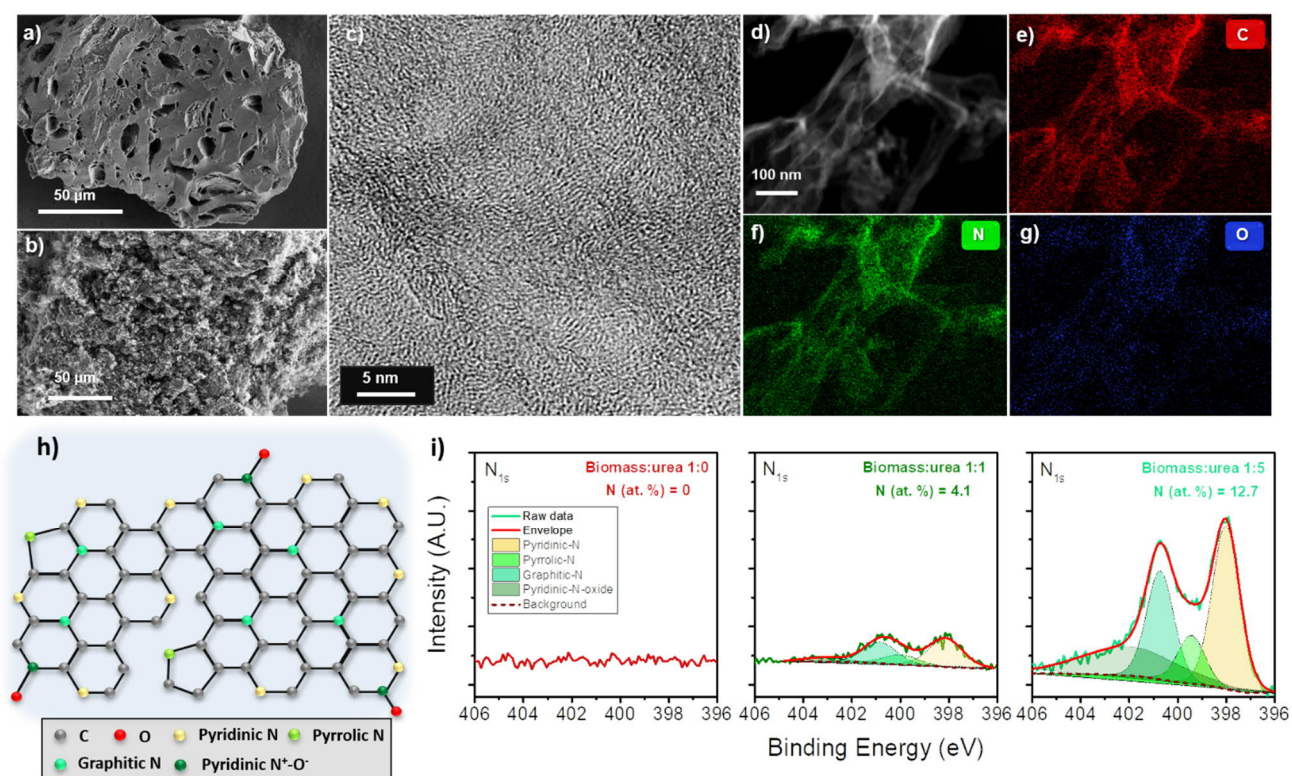 a)
50 µm
b)
50 µm
c)
5 nm
d)
100 nm
e)
C
f)
N
g)
O
h)
C O Pyridinic N Pyrrolic N
Graphitic N Pyridinic N⁺-O⁻
i)
Intensity (A.U.)
N₁ₛ
Biomass:urea 1:0
N (at. %) = 0
Raw data
Envelope
Pyridinic-N
Pyrrolic-N
Graphitic-N
Pyridinic-N-oxide
Background
406 404 402 400 398 396
N₁ₛ
Biomass:urea 1:1
N (at. %) = 4.1
406 404 402 400 398 396
N₁ₛ
Biomass:urea 1:5
N (at. %) = 12.7
406 404 402 400 398 396
Binding Energy (eV)